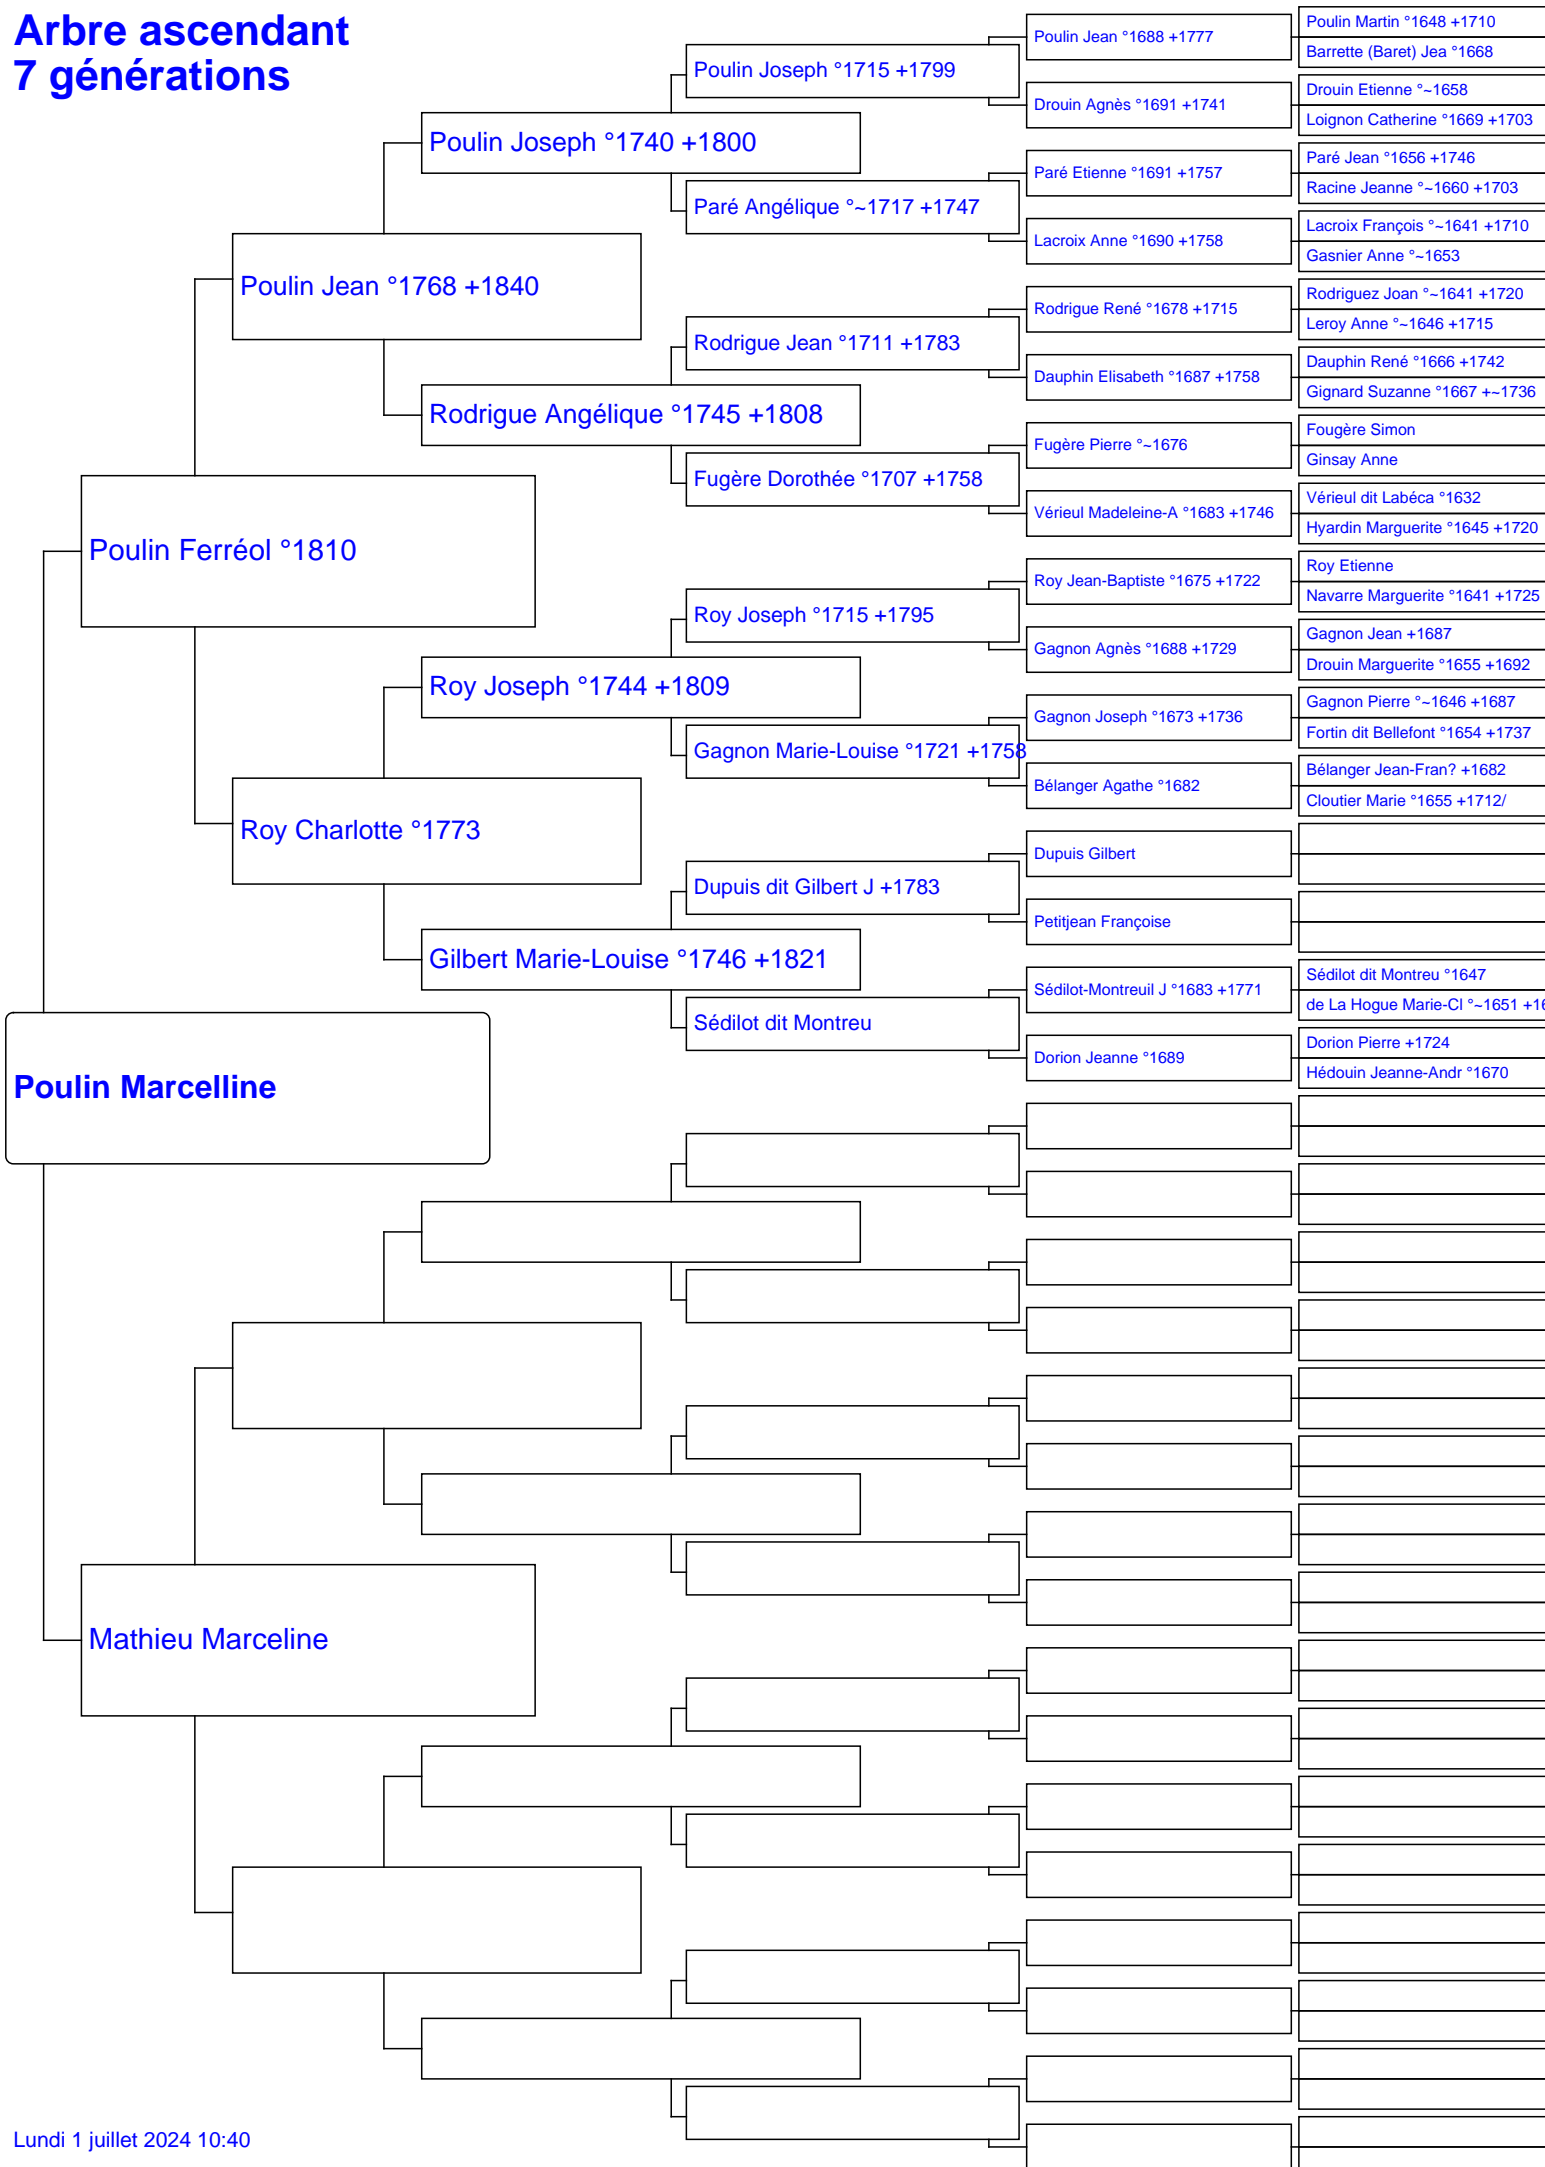 Arbre ascendant
7 générations
Poulin Marcelline
Poulin Ferréol °1810
Mathieu Marceline
Poulin Jean °1768 +1840
Roy Charlotte °1773
Poulin Joseph °1740 +1800
Rodrigue Angélique °1745 +1808
Roy Joseph °1744 +1809
Gilbert Marie-Louise °1746 +1821
Poulin Joseph °1715 +1799
Paré Angélique °~1717 +1747
Rodrigue Jean °1711 +1783
Fugère Dorothée °1707 +1758
Roy Joseph °1715 +1795
Gagnon Marie-Louise °1721 +1758
Dupuis dit Gilbert J +1783
Sédilot dit Montreu
Poulin Jean °1688 +1777
Drouin Agnès °1691 +1741
Paré Etienne °1691 +1757
Lacroix Anne °1690 +1758
Rodrigue René °1678 +1715
Dauphin Elisabeth °1687 +1758
Fugère Pierre °~1676
Vérieul Madeleine-A °1683 +1746
Roy Jean-Baptiste °1675 +1722
Gagnon Agnès °1688 +1729
Gagnon Joseph °1673 +1736
Bélanger Agathe °1682
Dupuis Gilbert
Petitjean Françoise
Sédilot-Montreuil J °1683 +1771
Dorion Jeanne °1689
Poulin Martin °1648 +1710
Barrette (Baret) Jea °1668
Drouin Etienne °~1658
Loignon Catherine °1669 +1703
Paré Jean °1656 +1746
Racine Jeanne °~1660 +1703
Lacroix François °~1641 +1710
Gasnier Anne °~1653
Rodriguez Joan °~1641 +1720
Leroy Anne °~1646 +1715
Dauphin René °1666 +1742
Gignard Suzanne °1667 +~1736
Fougère Simon
Ginsay Anne
Vérieul dit Labéca °1632
Hyardin Marguerite °1645 +1720
Roy Etienne
Navarre Marguerite °1641 +1725
Gagnon Jean +1687
Drouin Marguerite °1655 +1692
Gagnon Pierre °~1646 +1687
Fortin dit Bellefont °1654 +1737
Bélanger Jean-Fran? +1682
Cloutier Marie °1655 +1712/
Sédilot dit Montreu °1647
de La Hogue Marie-Cl °~1651
Dorion Pierre +1724
Hédouin Jeanne-Andr °1670
Lundi 1 juillet 2024 10:40